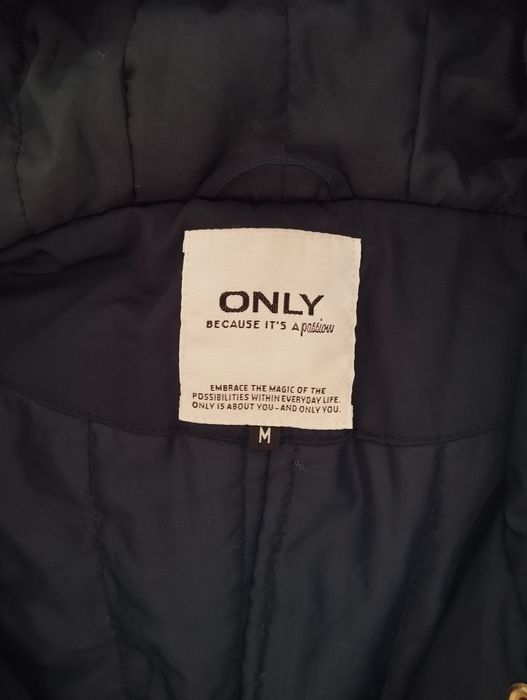 ONLY
BECAUSE IT'S A passion
EMBRACE THE MAGIC OF THE
POSSIBILITIES WITHIN EVERYDAY LIFE.
ONLY IS ABOUT YOU-AND ONLY YOU.
M